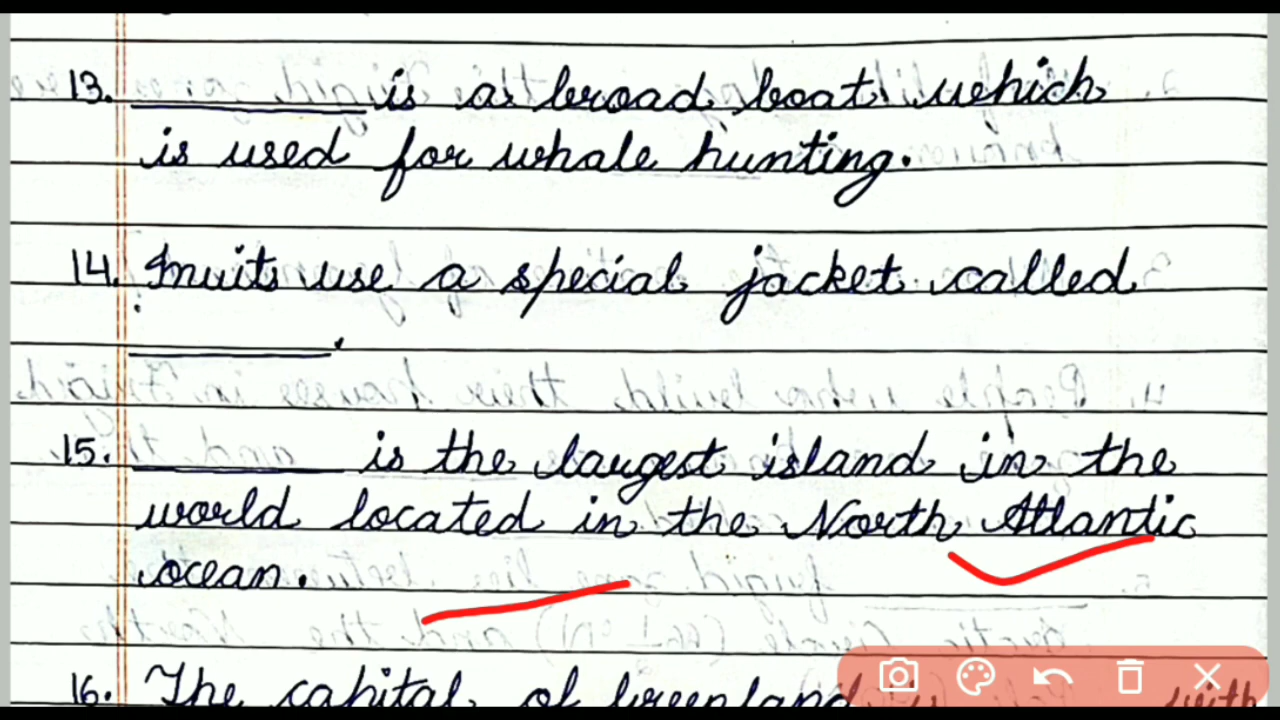 13. ________ is a broad boat which
is used for whale hunting.
14. Inuits use a special jacket called
________.
15. ________ is the largest island in the
world located in the North Atlantic
ocean.
16. The capital of Greenland is with